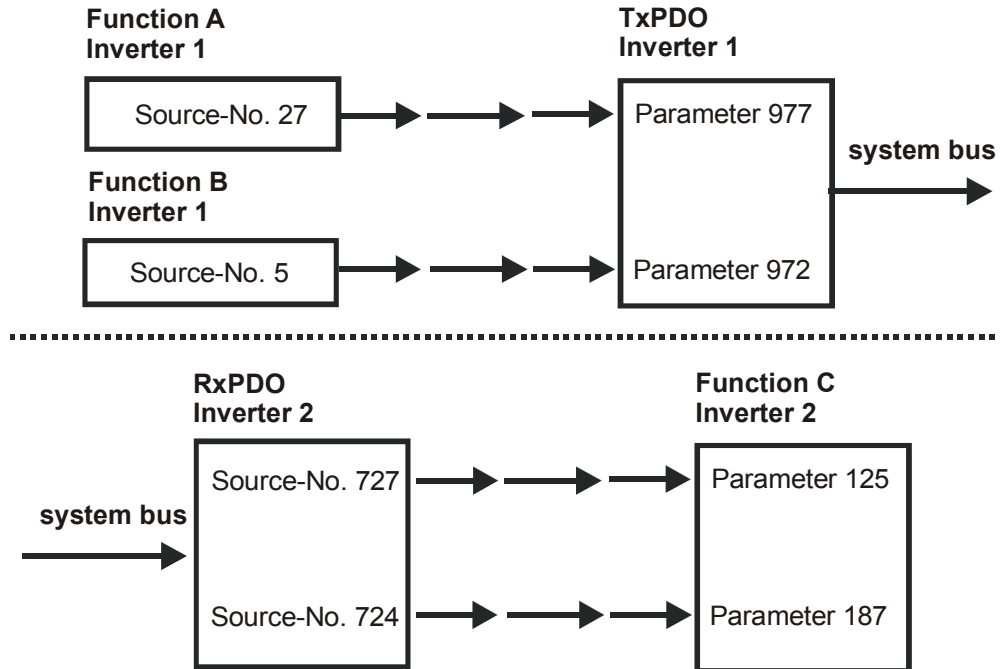 Function A
Inverter 1
Source-No. 27
Function B
Inverter 1
Source-No. 5
TxPDO
Inverter 1
Parameter 977
Parameter 972
system bus
RxPDO
Inverter 2
system bus
Source-No. 727
Source-No. 724
Function C
Inverter 2
Parameter 125
Parameter 187